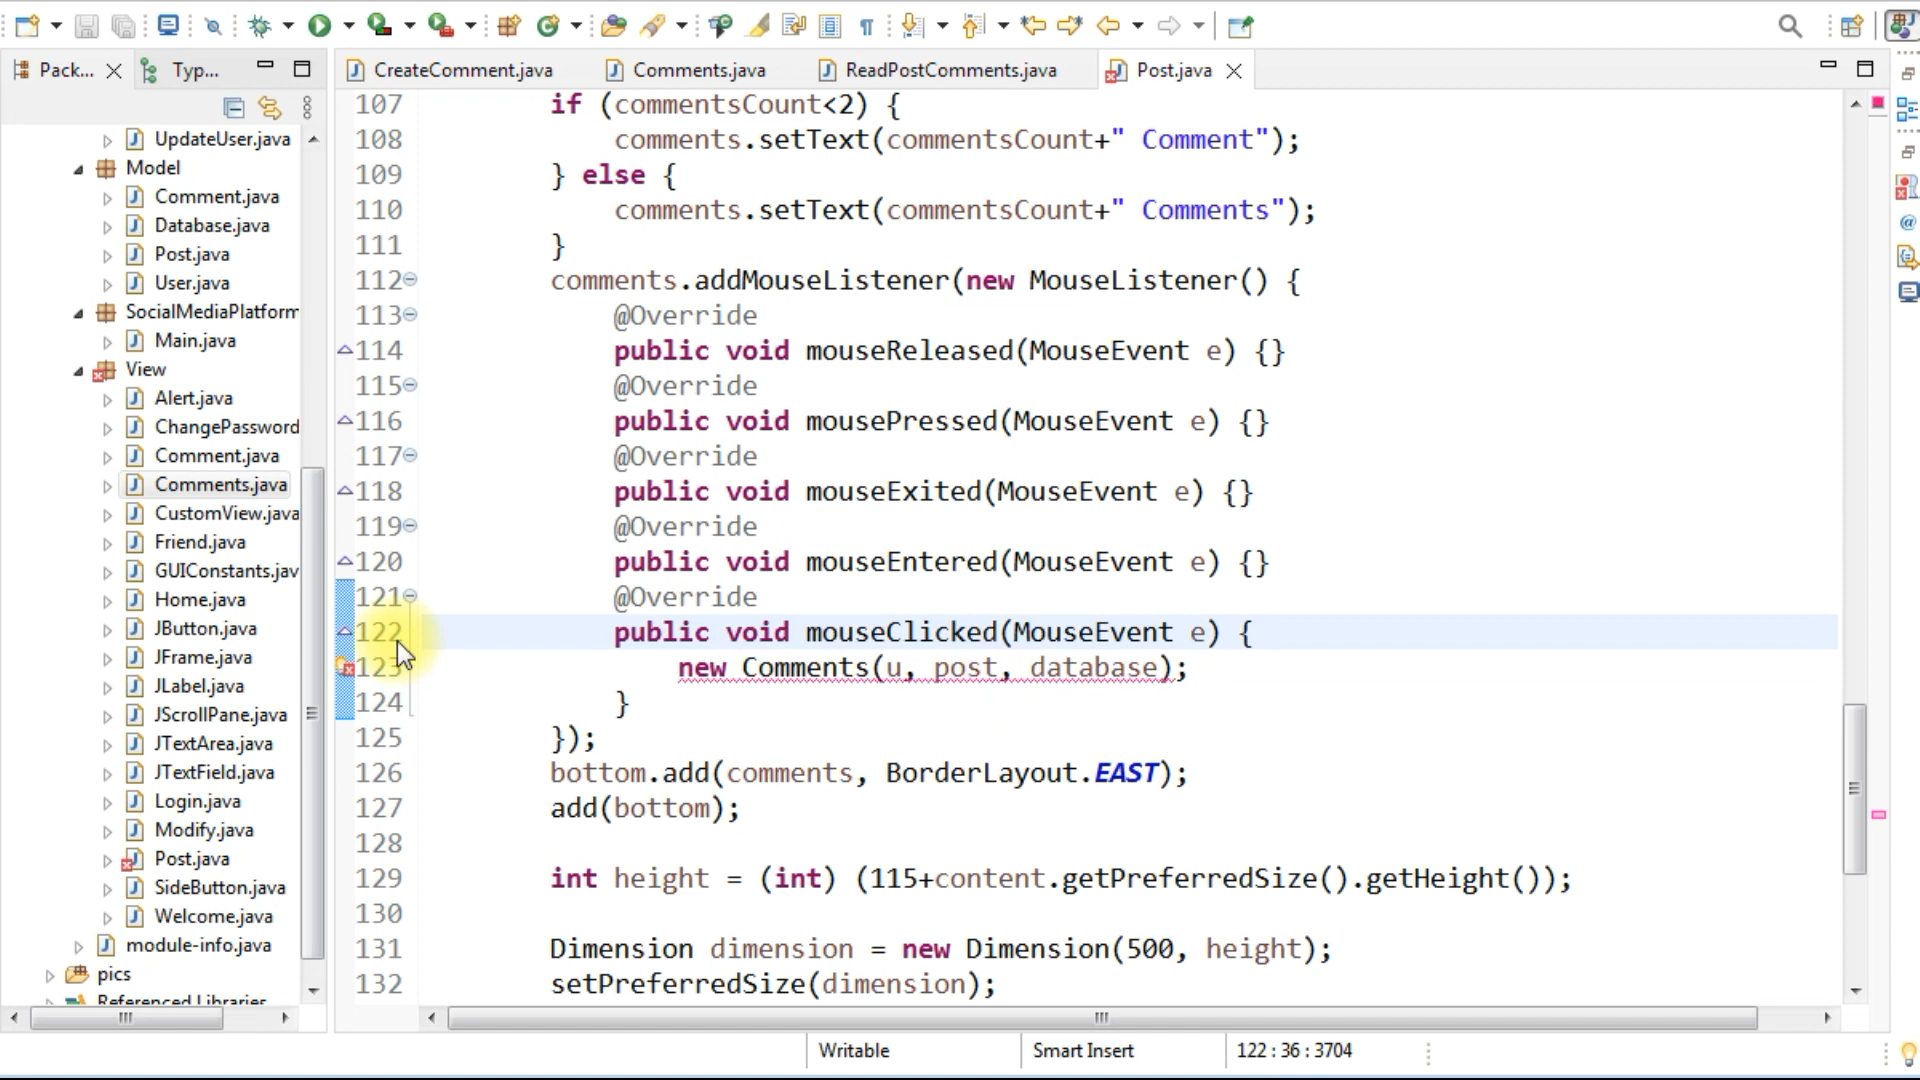 Pack...
Typ...
CreateComment.java
Comments.java
ReadPostComments.java
Post.java
UpdateUser.java
Model
Comment.java
Database.java
Post.java
User.java
SocialMediaPlatform
Main.java
View
Alert.java
ChangePassword
Comment.java
Comments.java
CustomView.java
Friend.java
GUIConstants.jav
Home.java
JButton.java
JFrame.java
JLabel.java
JScrollPane.java
JTextArea.java
JTextField.java
Login.java
Modify.java
Post.java
SideButton.java
Welcome.java
module-info.java
pics
Referenced Libraries
107 if (commentsCount<2) {
108 comments.setText(commentsCount+" Comment");
109 } else {
110 comments.setText(commentsCount+" Comments");
111 }
112 comments.addMouseListener(new MouseListener() {
113 @Override
114 public void mouseReleased(MouseEvent e) {}
115 @Override
116 public void mousePressed(MouseEvent e) {}
117 @Override
118 public void mouseExited(MouseEvent e) {}
119 @Override
120 public void mouseEntered(MouseEvent e) {}
121 @Override
122 public void mouseClicked(MouseEvent e) {
123 new Comments(u, post, database);
124 }
125 });
126 bottom.add(comments, BorderLayout.EAST);
127 add(bottom);
128
129 int height = (int) (115+content.getPreferredSize().getHeight());
130
131 Dimension dimension = new Dimension(500, height);
132 setPreferredSize(dimension);
Writable
Smart Insert
122 : 36 : 3704